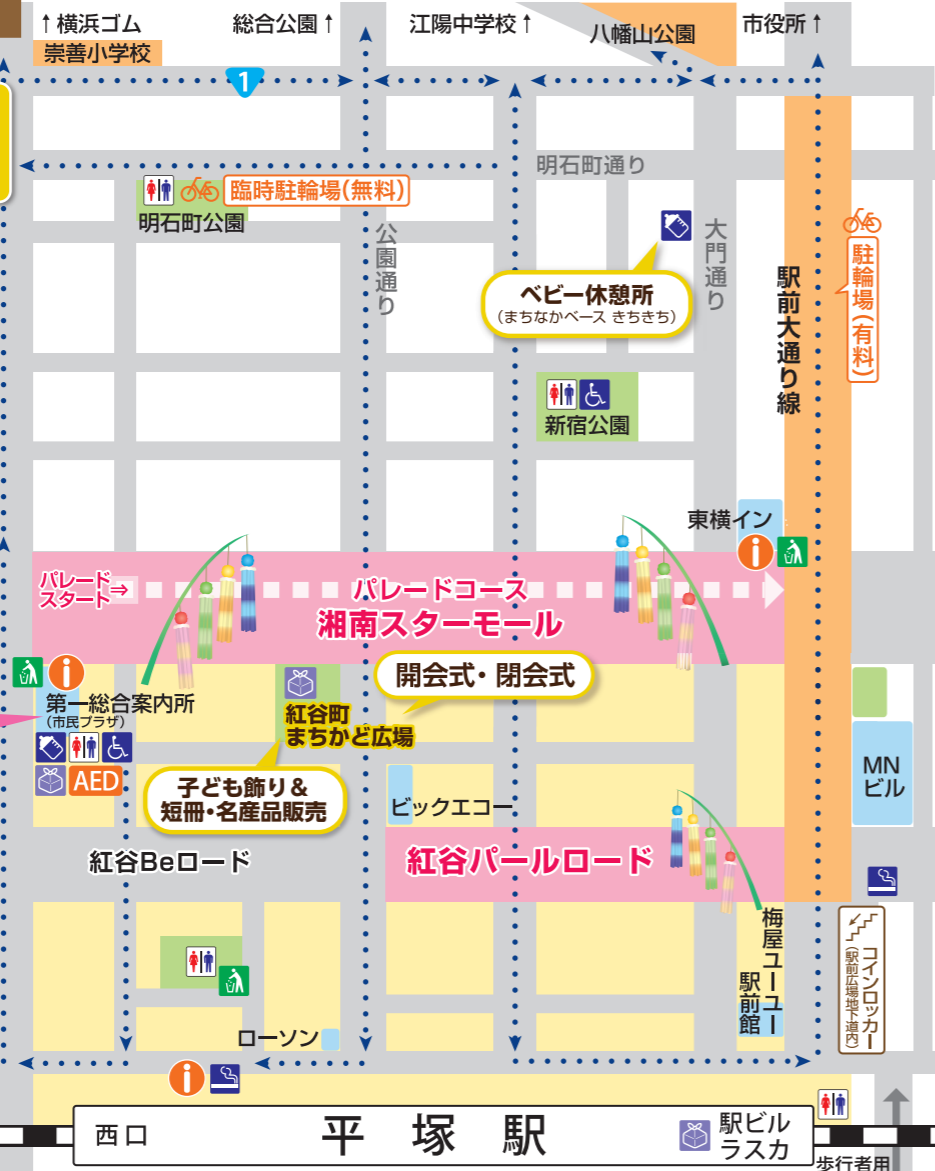 ↑横浜ゴム
総合公園↑
江陽中学校↑
八幡山公園
市役所↑
崇善小学校
1
明石町通り
臨時駐輪場(無料)
明石町公園
公園通り
大門通り
ベビー休憩所
(まちなかベース きちきち)
駅前大通り線
駐輪場(有料)
新宿公園
東横イン
i
パレード
スタート⇒
パレードコース
湘南スターモール
i
第一総合案内所
(市民プラザ)
AED
開会式・閉会式
紅谷町
まちかど広場
子ども飾り&
短冊・名産品販売
ビックエコー
MN
ビル
紅谷Beロード
紅谷パールロード
梅屋ユーユー
駅前館
コインロッカー
(駅前広場地下道内)
ローソン
i
西口
平塚駅
駅ビル
ラスカ
歩行者用